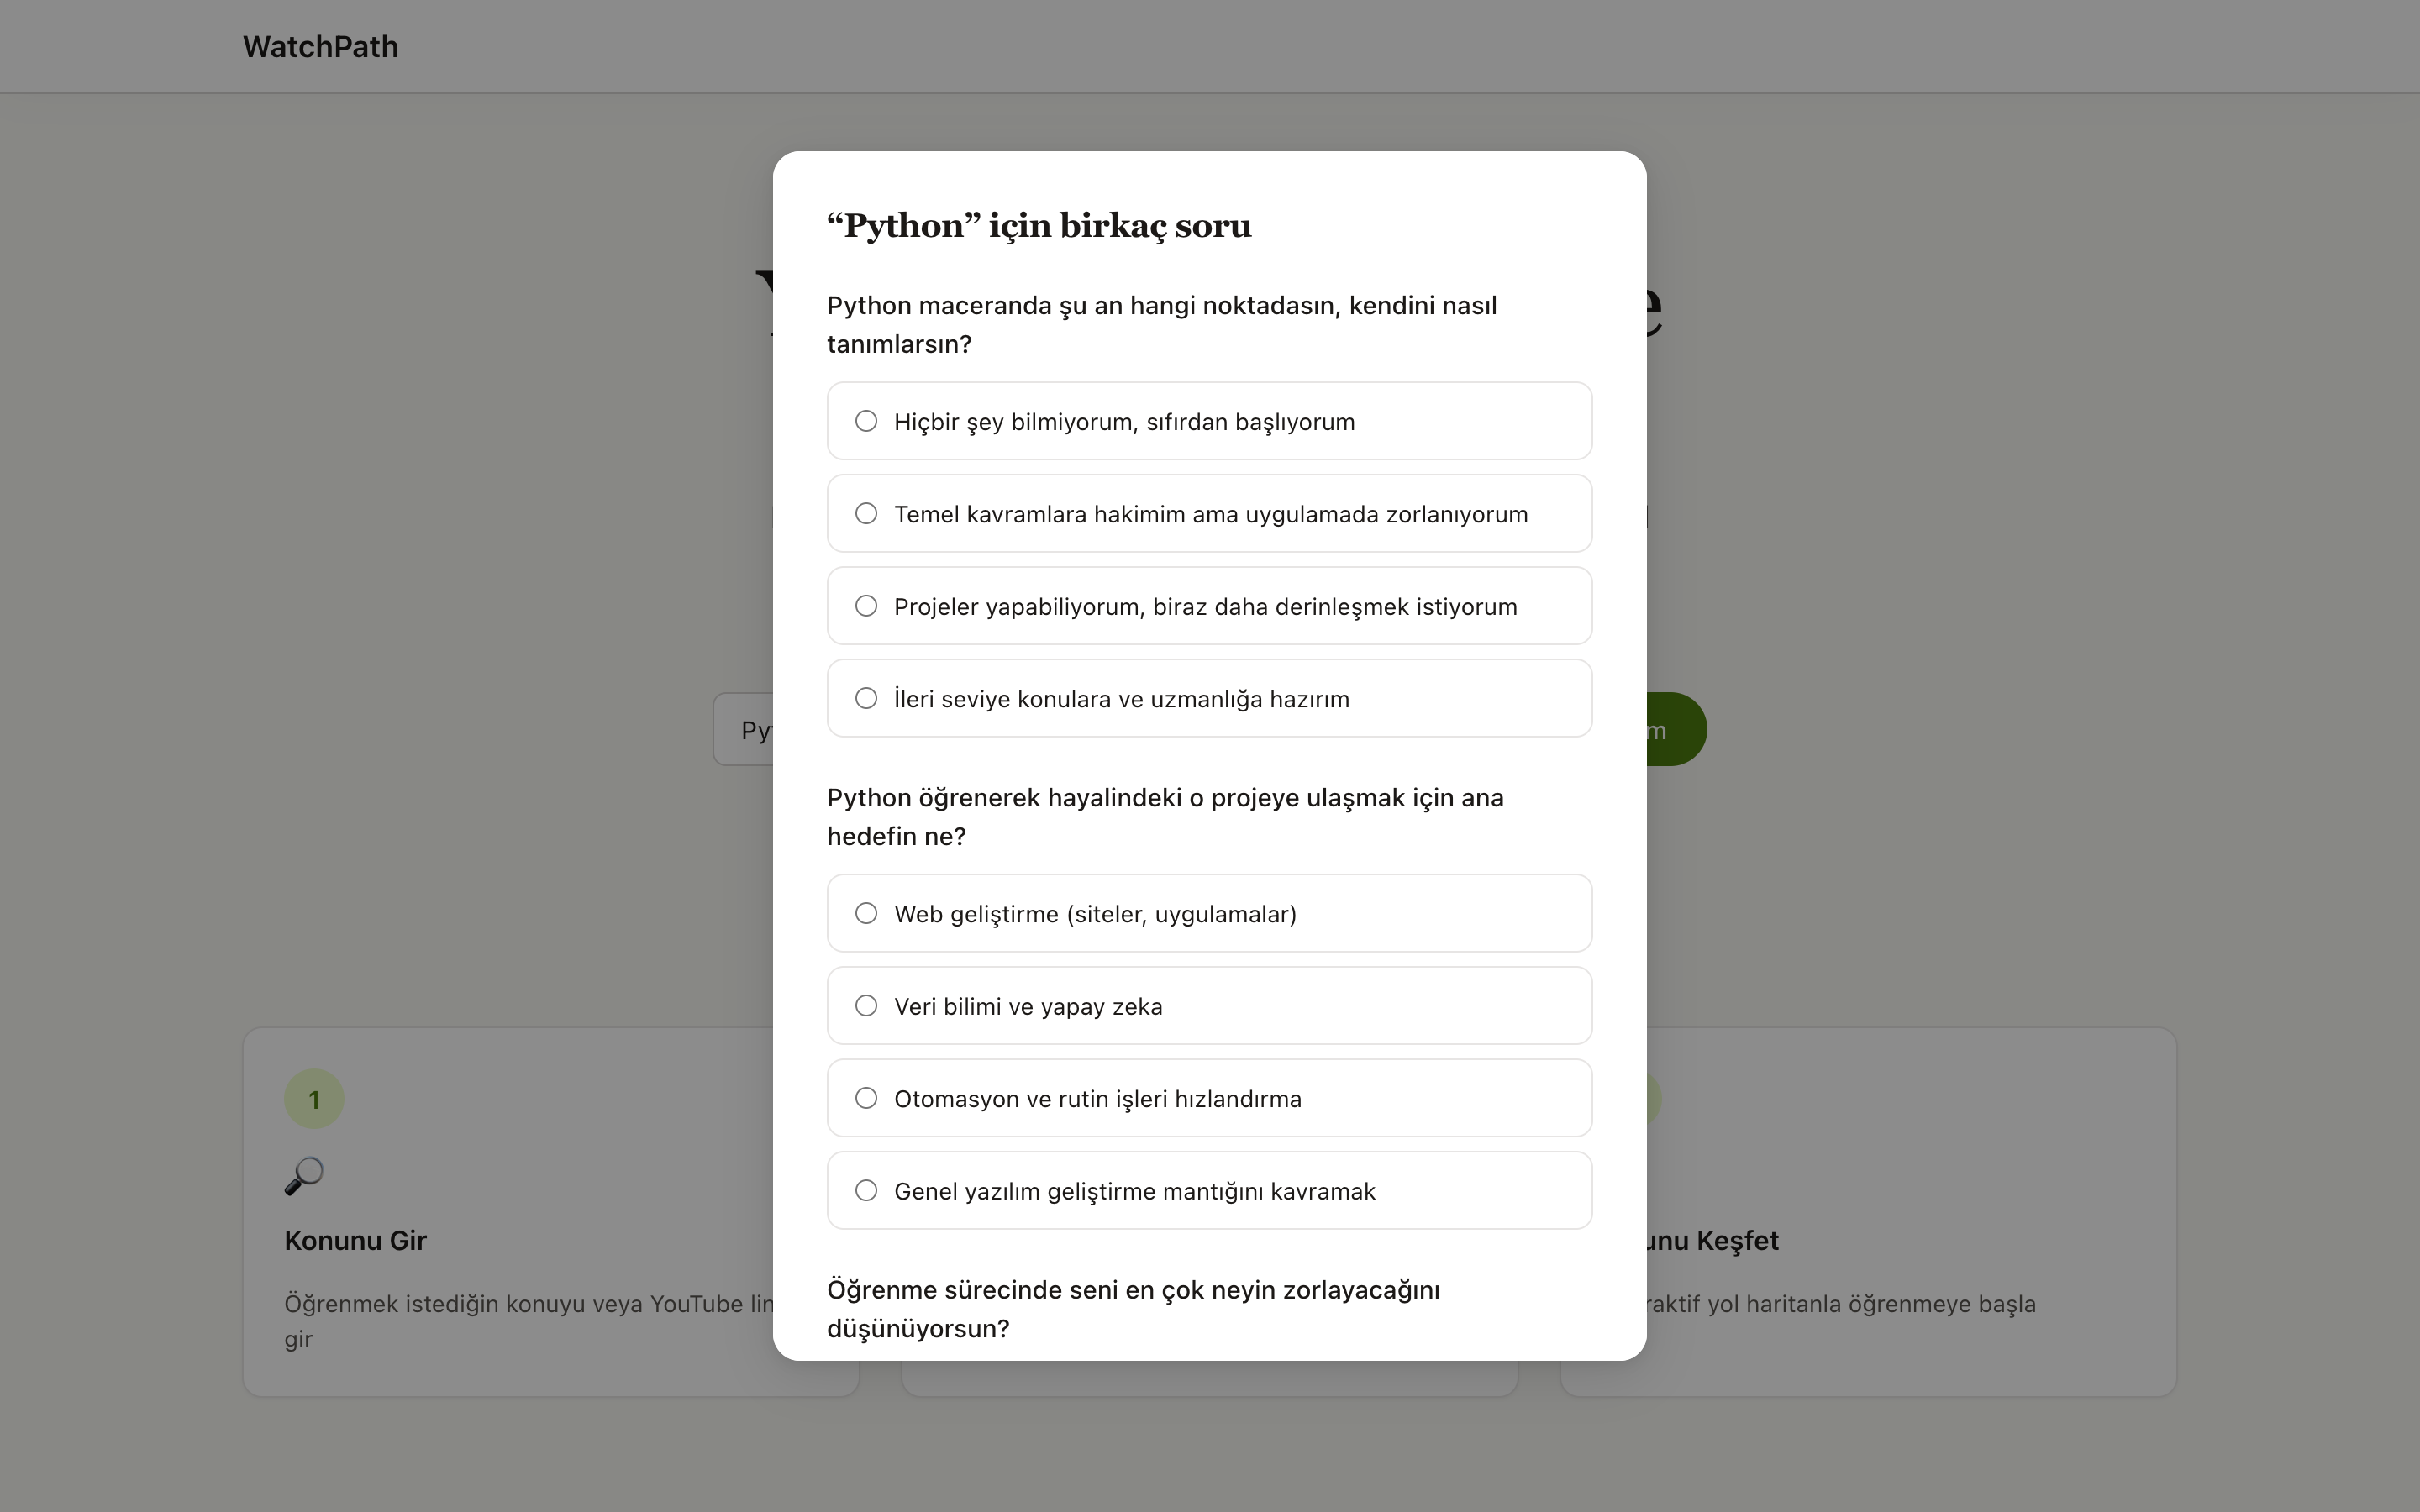 WatchPath
“Python” için birkaç soru
Python maceranda şu an hangi noktadasın, kendini nasıl
tanımlarsın?
Hiçbir şey bilmiyorum, sıfırdan başlıyorum
Temel kavramlara hakimim ama uygulamada zorlanıyorum
Projeler yapabiliyorum, biraz daha derinleşmek istiyorum
İleri seviye konulara ve uzmanlığa hazırım
Python öğrenerek hayalindeki o projeye ulaşmak için ana
hedefin ne?
Web geliştirme (siteler, uygulamalar)
Veri bilimi ve yapay zeka
Otomasyon ve rutin işleri hızlandırma
Genel yazılım geliştirme mantığını kavramak
Öğrenme sürecinde seni en çok neyin zorlayacağını
düşünüyorsun?
1
Konunu Gir
Öğrenmek istediğin konuyu veya YouTube
gir
Keşfet
yol haritanla öğrenmeye başla